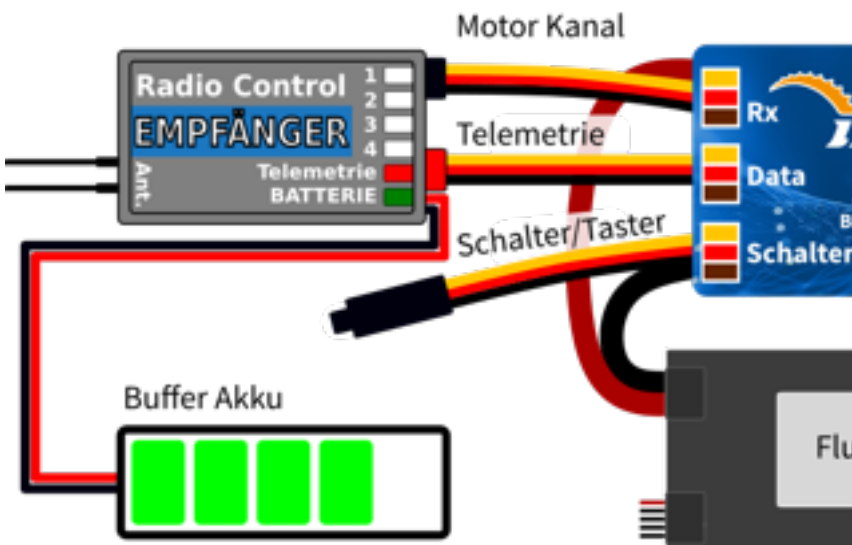 Motor Kanal
Radio Control
EMPFÄNGER
1
2
3
4
Telemetrie
BATTERIE
Ant.
Telemetrie
Schalter/Taster
Rx
Data
Schalter
Buffer Akku